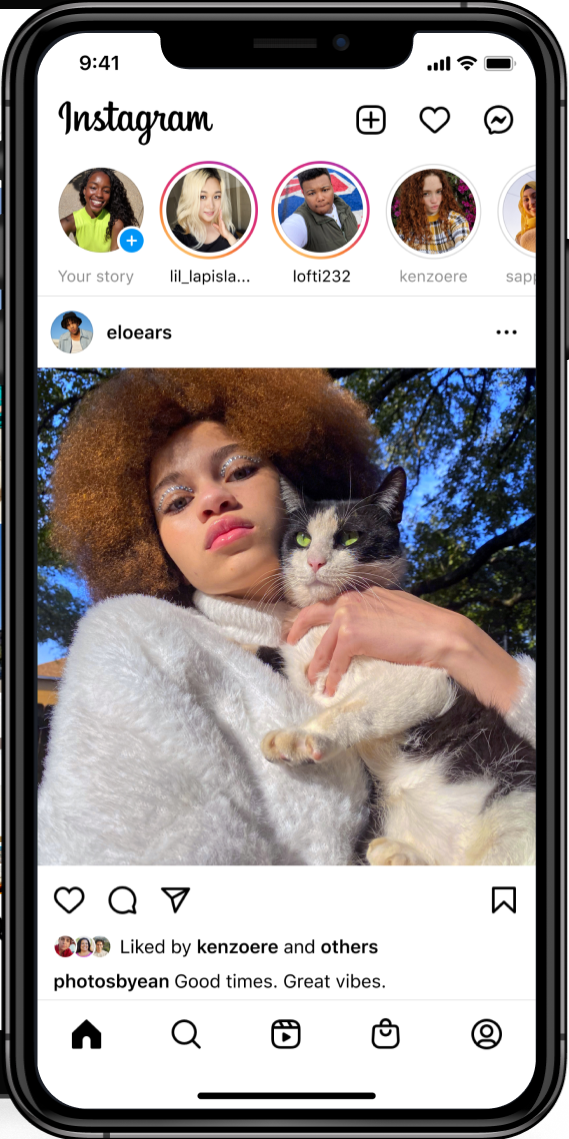 9:41
Instagram
Your story lil_lapisla... lofti232 kenzoere sapp
eloears
Liked by kenzoere and others
photosbyean Good times. Great vibes.